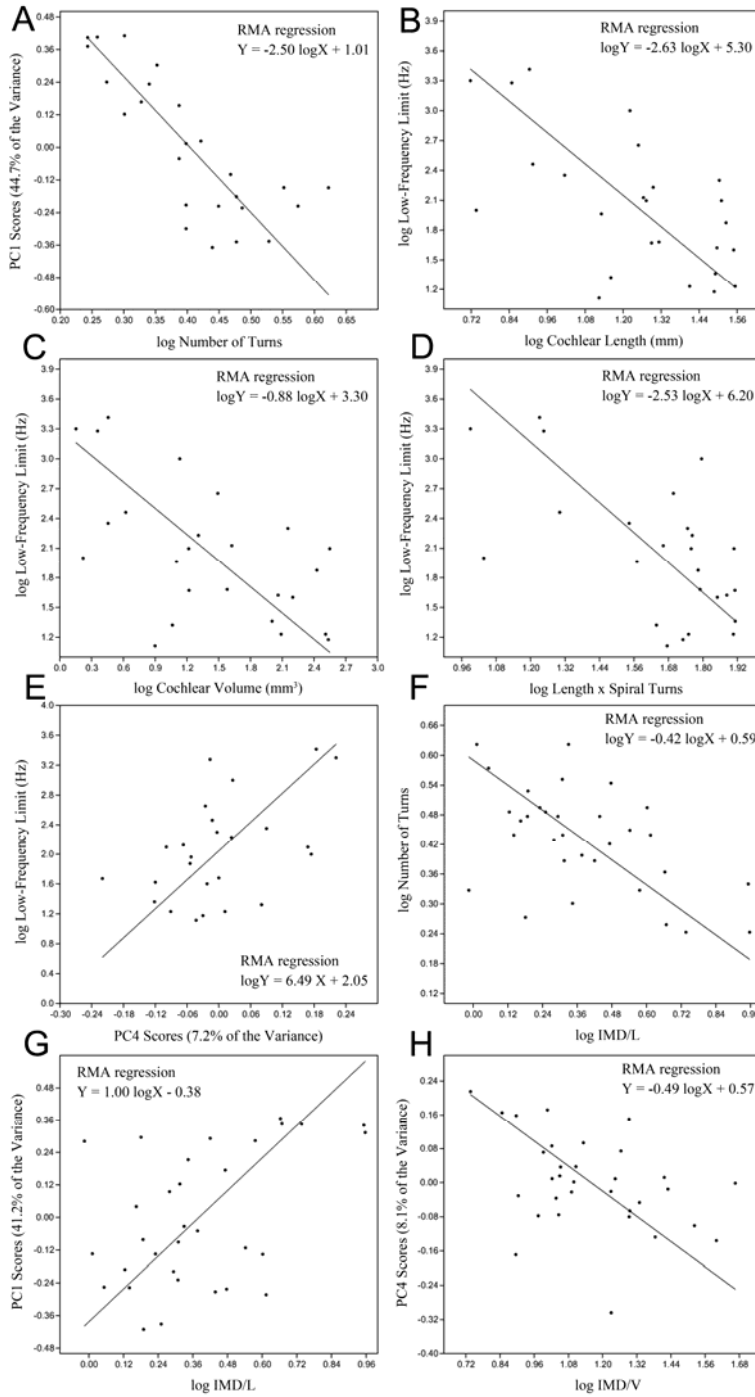 A
RMA regression
Y = -2.50 logX + 1.01
PC1 Scores (44.7% of the Variance)
0.48
0.36
0.24
0.12
0.00
-0.12
-0.24
-0.36
-0.48
-0.60
0.20 0.25 0.30 0.35 0.40 0.45 0.50 0.55 0.60 0.65
log Number of Turns
B
RMA regression
logY = -2.63 logX + 5.30
log Low-Frequency Limit (Hz)
3.9
3.6
3.3
3.0
2.7
2.4
2.1
1.8
1.5
1.2
0.72 0.84 0.96 1.08 1.20 1.32 1.44 1.56
log Cochlear Length (mm)
C
RMA regression
logY = -0.88 logX + 3.30
log Low-Frequency Limit (Hz)
3.9
3.6
3.3
3.0
2.7
2.4
2.1
1.8
1.5
1.2
0.0 0.3 0.6 0.9 1.2 1.5 1.8 2.1 2.4 2.7 3.0
log Cochlear Volume (mm³)
D
RMA regression
logY = -2.53 logX + 6.20
log Low-Frequency Limit (Hz)
3.9
3.6
3.3
3.0
2.7
2.4
2.1
1.8
1.5
1.2
0.96 1.08 1.20 1.32 1.44 1.56 1.68 1.80 1.92
log Length x Spiral Turns
E
RMA regression
logY = 6.49 X + 2.05
log Low-Frequency Limit (Hz)
4.0
3.6
3.2
2.8
2.4
2.0
1.6
1.2
0.8
0.4
0.0
-0.30 -0.24 -0.18 -0.12 -0.06 0.00 0.06 0.12 0.18 0.24
PC4 Scores (7.2% of the Variance)
F
RMA regression
logY = -0.42 logX + 0.59
log Number of Turns
0.66
0.60
0.54
0.48
0.42
0.36
0.30
0.24
0.18
0.12
0.00 0.12 0.24 0.36 0.48 0.60 0.72 0.84
log IMD/L
G
RMA regression
Y = 1.00 logX - 0.38
PC1 Scores (41.2% of the Variance)
0.48
0.36
0.24
0.12
0.00
-0.12
-0.24
-0.36
-0.48
0.00 0.12 0.24 0.36 0.48 0.60 0.72 0.84 0.96
log IMD/L
H
RMA regression
Y = -0.49 logX + 0.57
PC4 Scores (8.1% of the Variance)
0.24
0.16
0.08
0.00
-0.08
-0.16
-0.24
-0.32
-0.40
0.72 0.84 0.96 1.08 1.20 1.32 1.44 1.56 1.68
log IMD/V